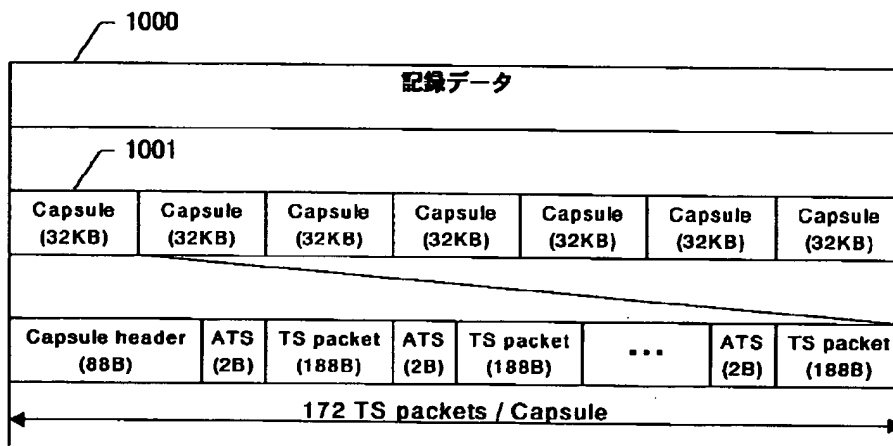 1000
記録データ
1001
Capsule Capsule Capsule Capsule Capsule Capsule Capsule
(32KB) (32KB) (32KB) (32KB) (32KB) (32KB) (32KB)
Capsule header ATS TS packet ATS TS packet ... ATS TS packet
(88B) (2B) (188B) (2B) (188B) (2B) (188B)
172 TS packets / Capsule